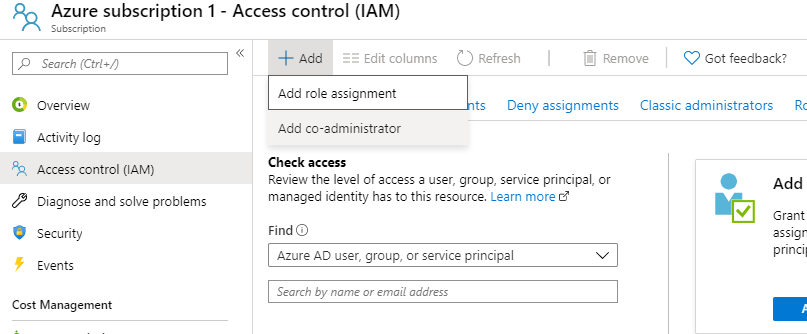 Azure subscription 1 - Access control (IAM)
Subscription
Search (Ctrl+/)
Overview
Activity log
Access control (IAM)
Diagnose and solve problems
Security
Events
Cost Management
Add
Edit columns
Refresh
Remove
Got feedback?
Add role assignment
Add co-administrator
Deny assignments
Classic administrators
Check access
Review the level of access a user, group, service principal, or
managed identity has to this resource. Learn more
Find
Azure AD user, group, or service principal
Search by name or email address
Add
Grant